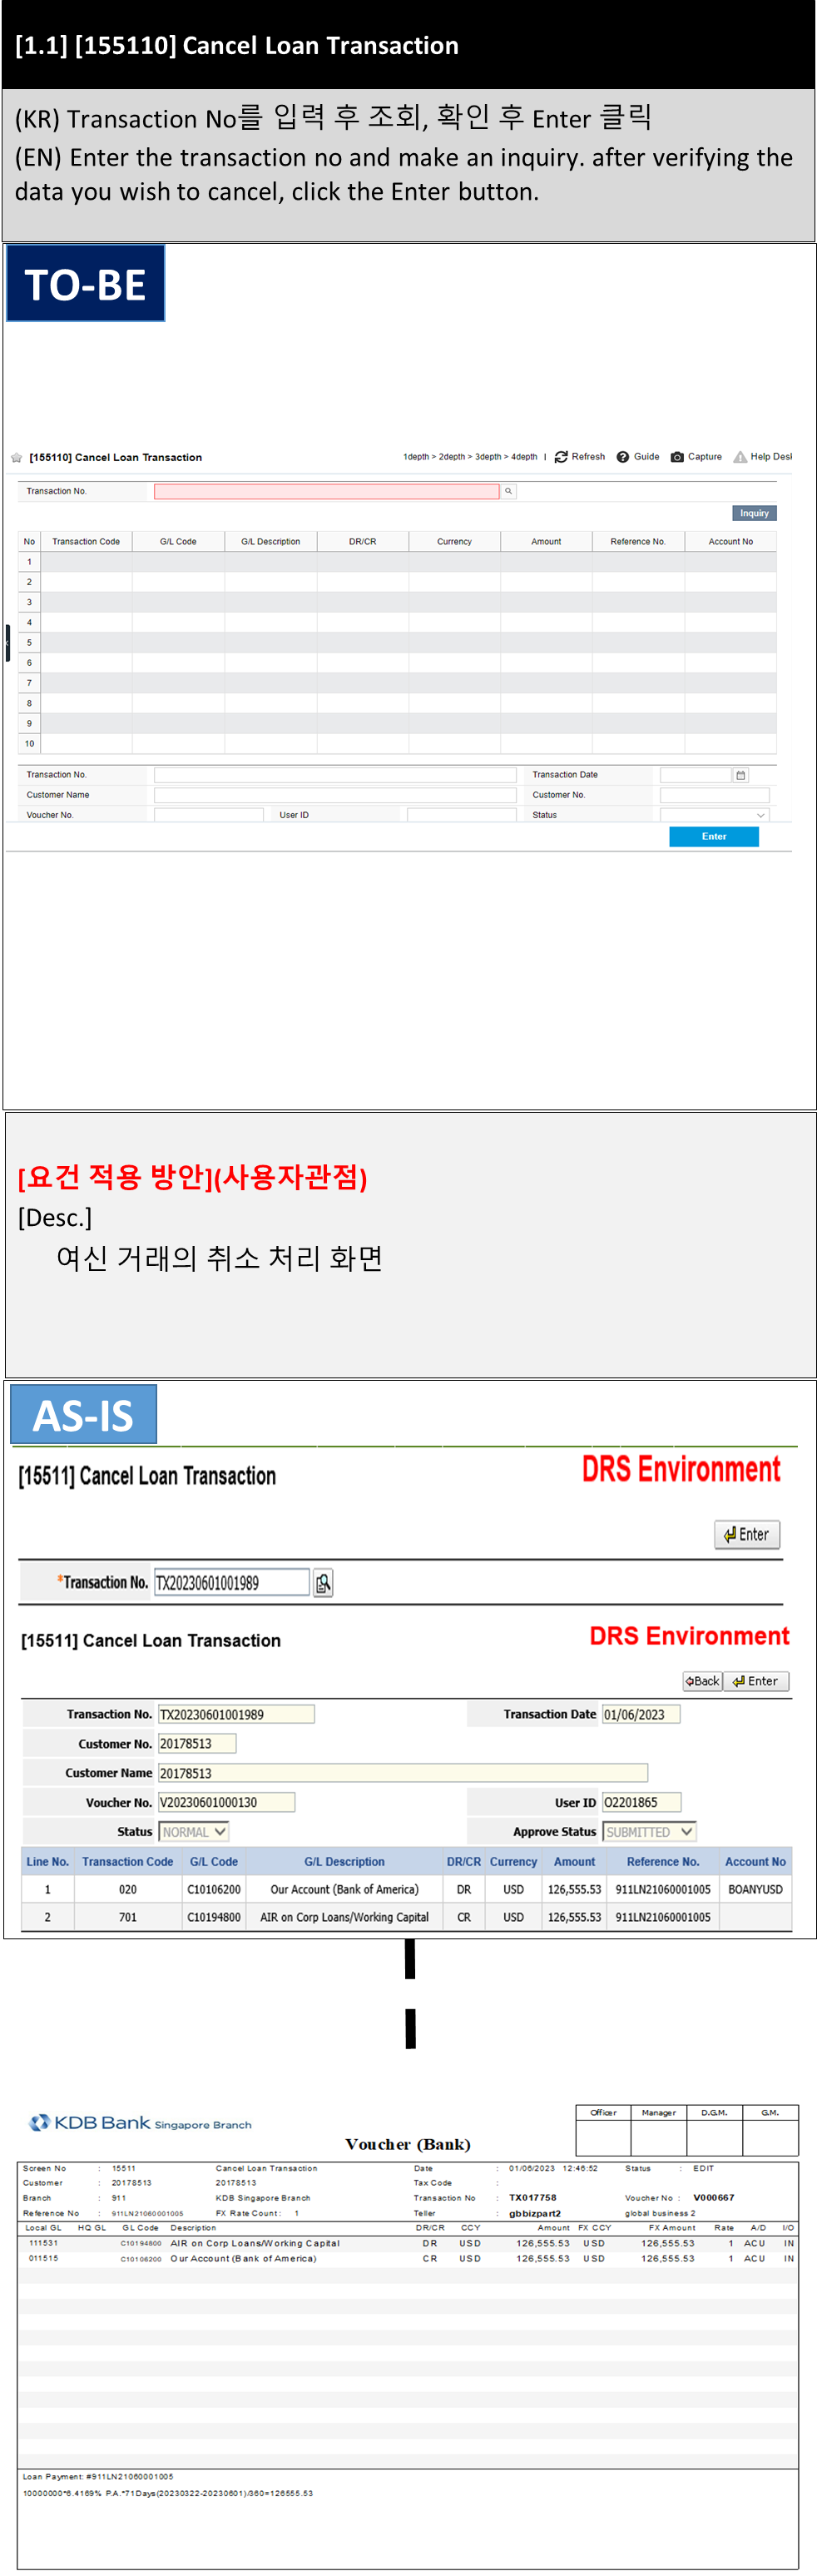 [1.1] [155110] Cancel Loan Transaction
(KR) Transaction No를 입력 후 조회, 확인 후 Enter 클릭
(EN) Enter the transaction no and make an inquiry. after verifying the
data you wish to cancel, click the Enter button.
TO-BE
[155110] Cancel Loan Transaction 1depth > 2depth > 3depth > 4depth | Refresh Guide Capture Help Desk
Transaction No.
Inquiry
No Transaction Code G/L Code G/L Description DR/CR Currency Amount Reference No. Account No
1
2
3
4
5
6
7
8
9
10
Transaction No. Transaction Date
Customer Name Customer No.
Voucher No. User ID Status
Enter
[요건 적용 방안](사용자관점)
[Desc.]
여신 거래의 취소 처리 화면
AS-IS
[15511] Cancel Loan Transaction DRS Environment
Enter
*Transaction No. TX20230601001989
[15511] Cancel Loan Transaction DRS Environment
Back Enter
Transaction No. TX20230601001989 Transaction Date 01/06/2023
Customer No. 20178513
Customer Name 20178513
Voucher No. V20230601000130 User ID O2201865
Status NORMAL Approve Status SUBMITTED
Line No. Transaction Code G/L Code G/L Description DR/CR Currency Amount Reference No. Account No
1 020 C10106200 Our Account (Bank of America) DR USD 126,555.53 911LN21060001005 BOANYUSD
2 701 C10194800 AIR on Corp Loans/Working Capital CR USD 126,555.53 911LN21060001005
KDB Bank Singapore Branch
Officer Manager D.G.M. G.M.
Voucher (Bank)
Screen No : 15511 Cancel Loan Transaction Date : 01/06/2023 12:46:52 Status : EDIT
Customer : 20178513 20178513 Tax Code :
Branch : 911 KDB Singapore Branch Transaction No : TX017758 Voucher No : V000667
Reference No : 911LN21060001005 FX Rate Count : 1 Teller : gbbizpart2 global business 2
Local GL HQ GL GL Code Description DR/CR CCY Amount FX CCY FX Amount Rate A/D I/O
111531 C10194800 AIR on Corp Loans/Working Capital DR USD 126,555.53 USD 126,555.53 1 ACU IN
011515 C10106200 Our Account (Bank of America) CR USD 126,555.53 USD 126,555.53 1 ACU IN
Loan Payment: #911LN21060001005
10000000*6.4169% P.A.*71Days(20230322-20230601)/360=126555.53